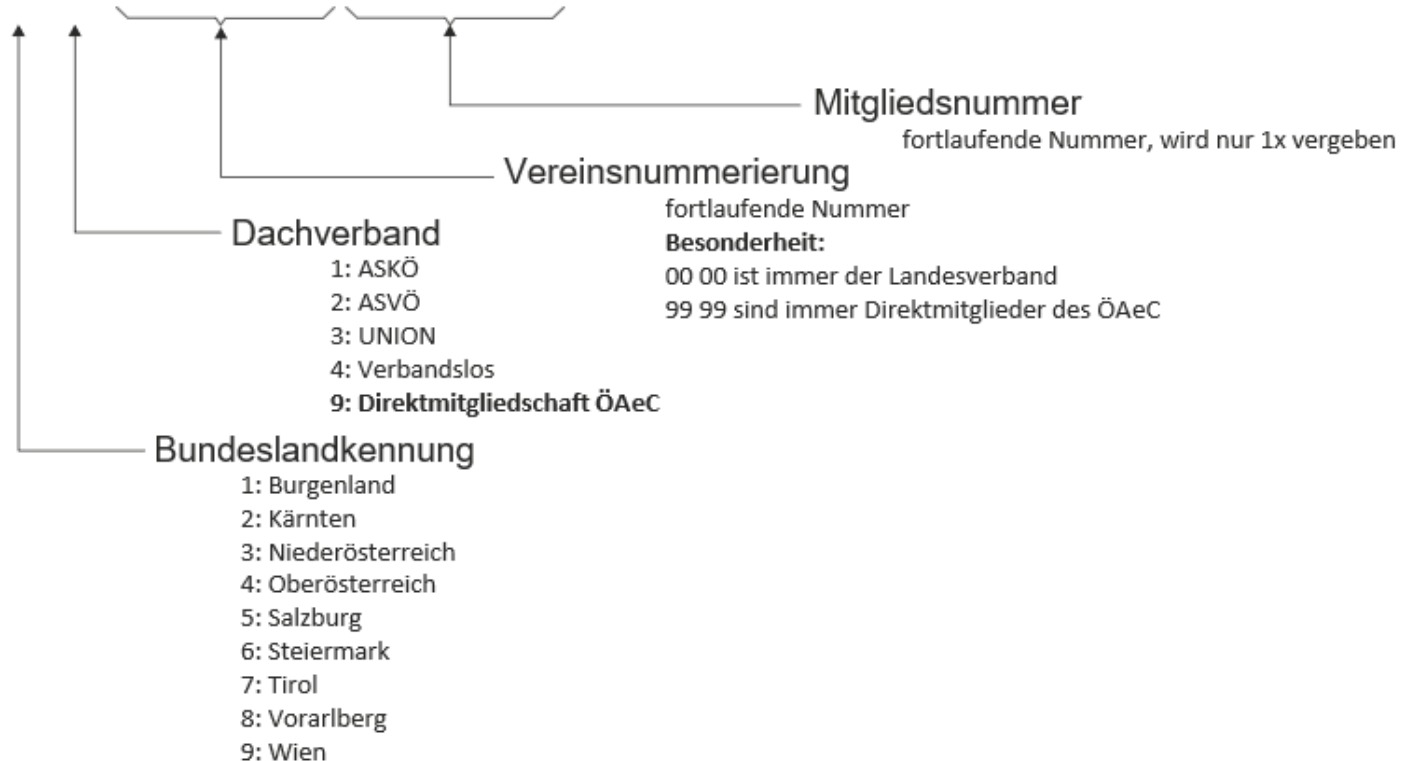 Mitgliedsnummer
fortlaufende Nummer, wird nur 1x vergeben
Vereinsnummerierung
fortlaufende Nummer
Besonderheit:
00 00 ist immer der Landesverband
99 99 sind immer Direktmitglieder des ÖAeC
Dachverband
1: ASKÖ
2: ASVÖ
3: UNION
4: Verbandslos
9: Direktmitgliedschaft ÖAeC
Bundeslandkennung
1: Burgenland
2: Kärnten
3: Niederösterreich
4: Oberösterreich
5: Salzburg
6: Steiermark
7: Tirol
8: Vorarlberg
9: Wien